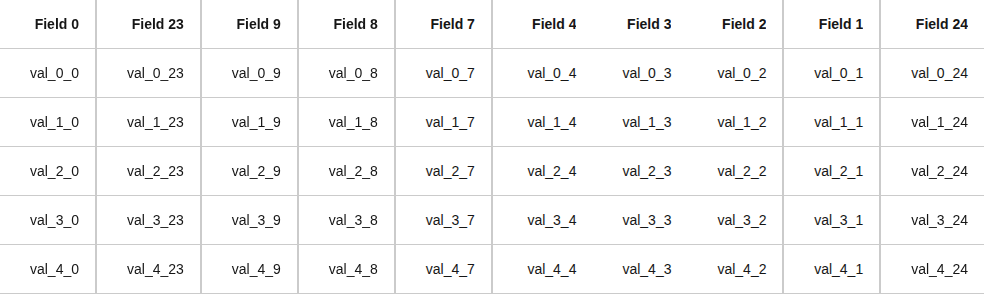 Field 0 Field 23 Field 9 Field 8 Field 7 Field 4 Field 3 Field 2 Field 1 Field 24
val_0_0 val_0_23 val_0_9 val_0_8 val_0_7 val_0_4 val_0_3 val_0_2 val_0_1 val_0_24
val_1_0 val_1_23 val_1_9 val_1_8 val_1_7 val_1_4 val_1_3 val_1_2 val_1_1 val_1_24
val_2_0 val_2_23 val_2_9 val_2_8 val_2_7 val_2_4 val_2_3 val_2_2 val_2_1 val_2_24
val_3_0 val_3_23 val_3_9 val_3_8 val_3_7 val_3_4 val_3_3 val_3_2 val_3_1 val_3_24
val_4_0 val_4_23 val_4_9 val_4_8 val_4_7 val_4_4 val_4_3 val_4_2 val_4_1 val_4_24